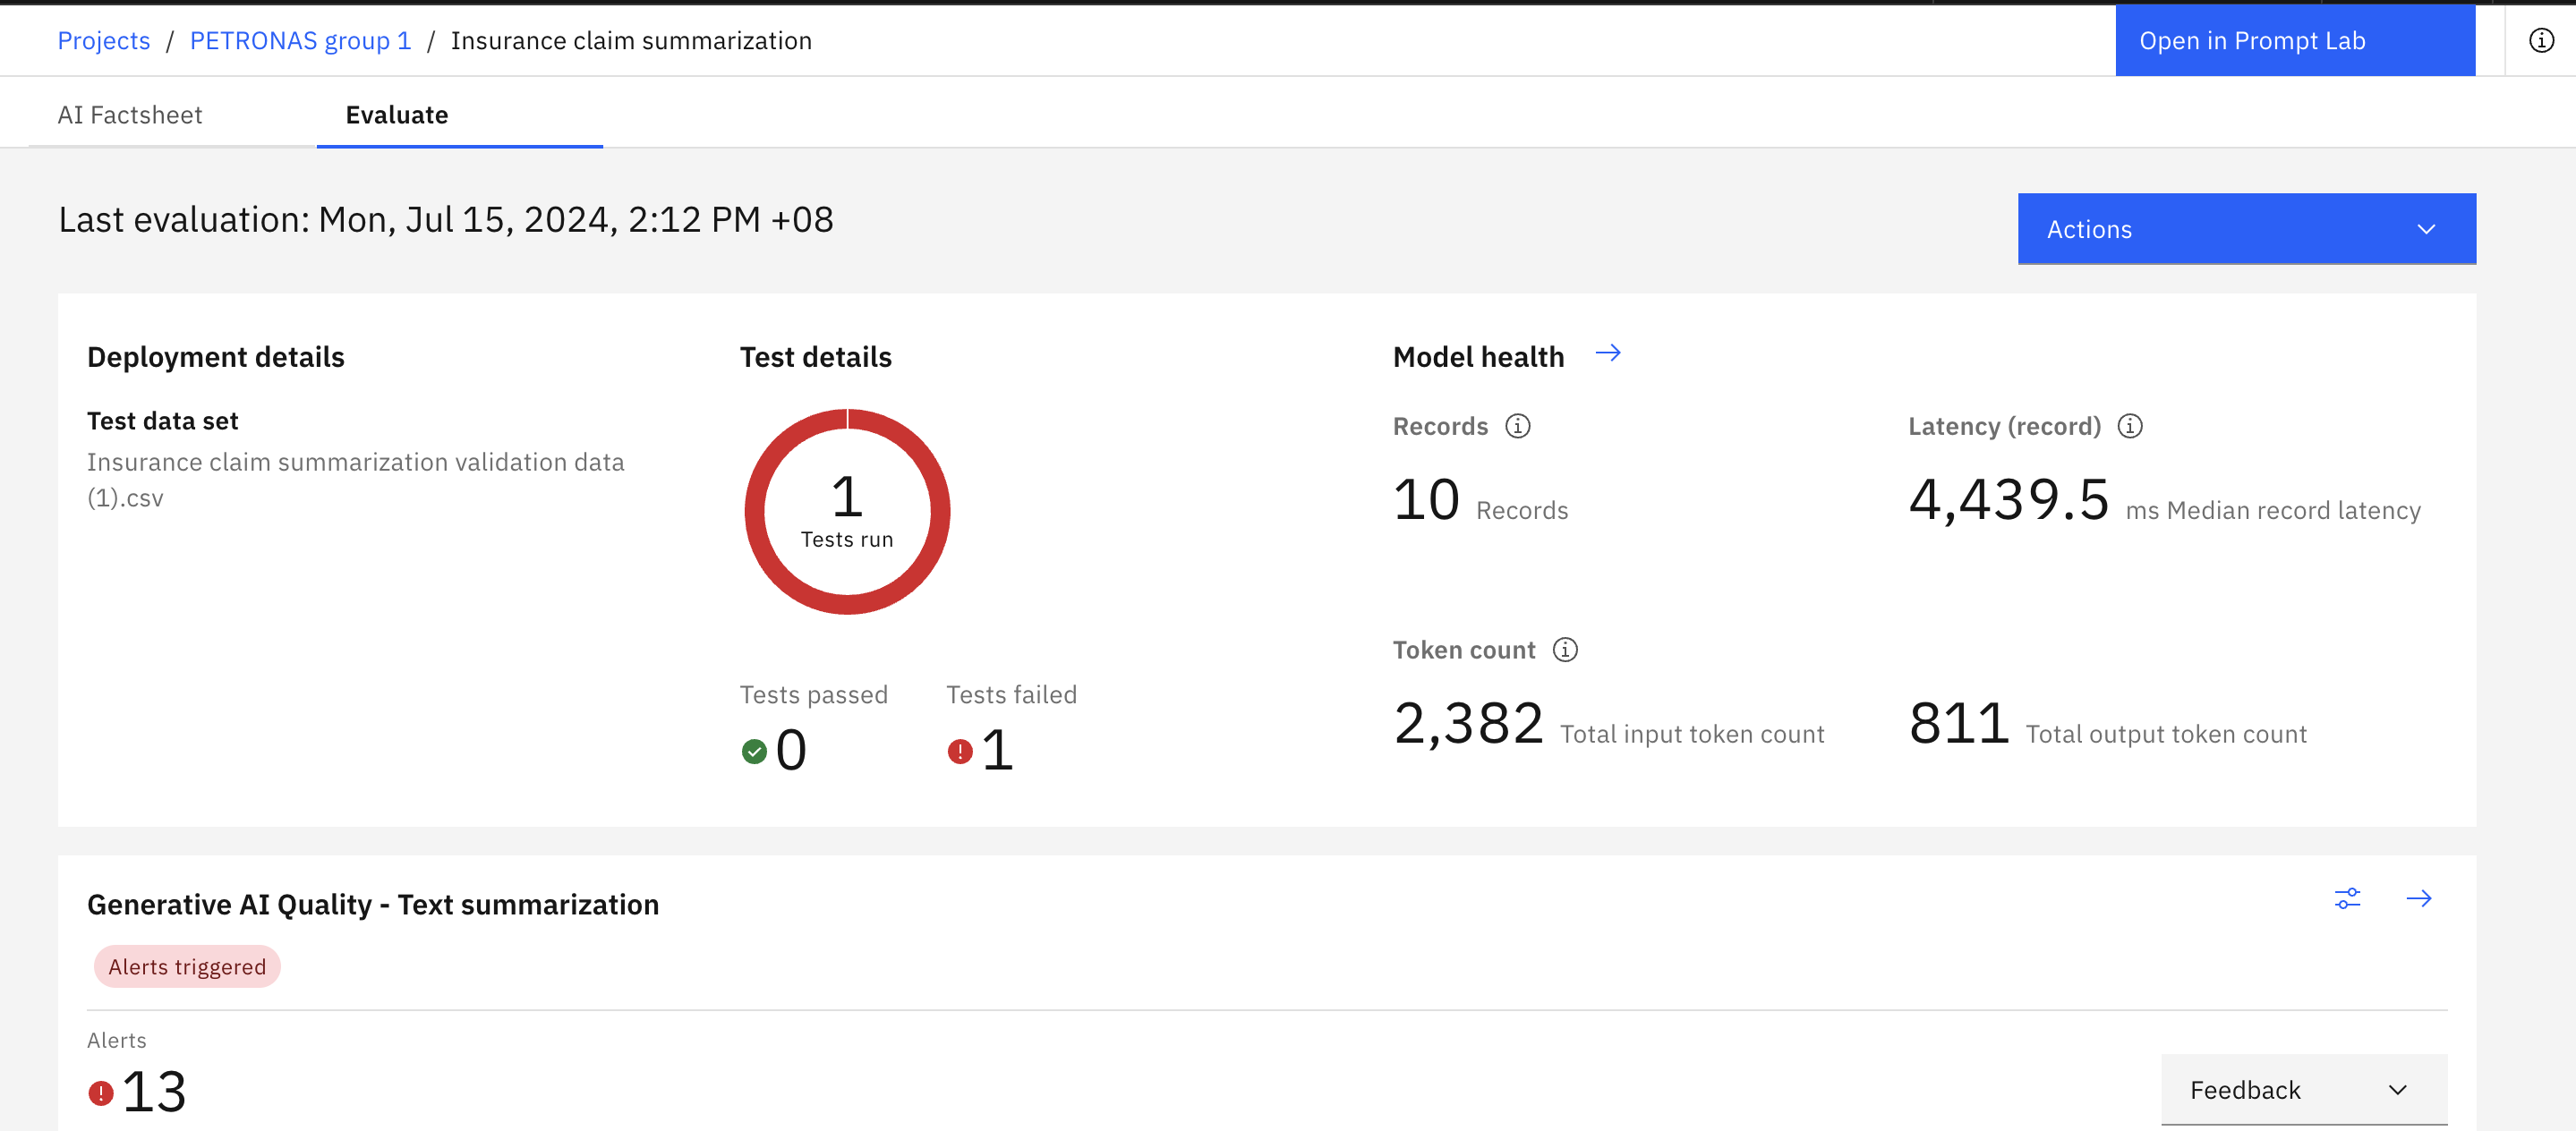 Projects / PETRONAS group 1 / Insurance claim summarization
Open in Prompt Lab
AI Factsheet
Evaluate
Last evaluation: Mon, Jul 15, 2024, 2:12 PM +08
Actions
Deployment details
Test data set
Insurance claim summarization validation data
(1).csv
Test details
1
Tests run
Tests passed
0
Tests failed
1
Model health
Records
10 Records
Latency (record)
4,439.5 ms Median record latency
Token count
2,382 Total input token count
811 Total output token count
Generative AI Quality - Text summarization
Alerts triggered
Alerts
13
Feedback